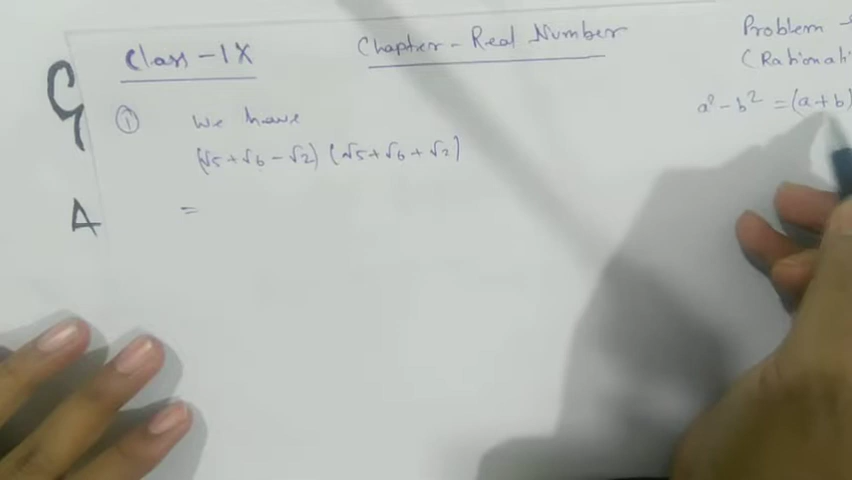 Class - IX
Chapter - Real Number
Problem
(Rationali
G
① We have
(√5+√6-√2) (√5+√6+√2)
a² - b² = (a+b)
A
=